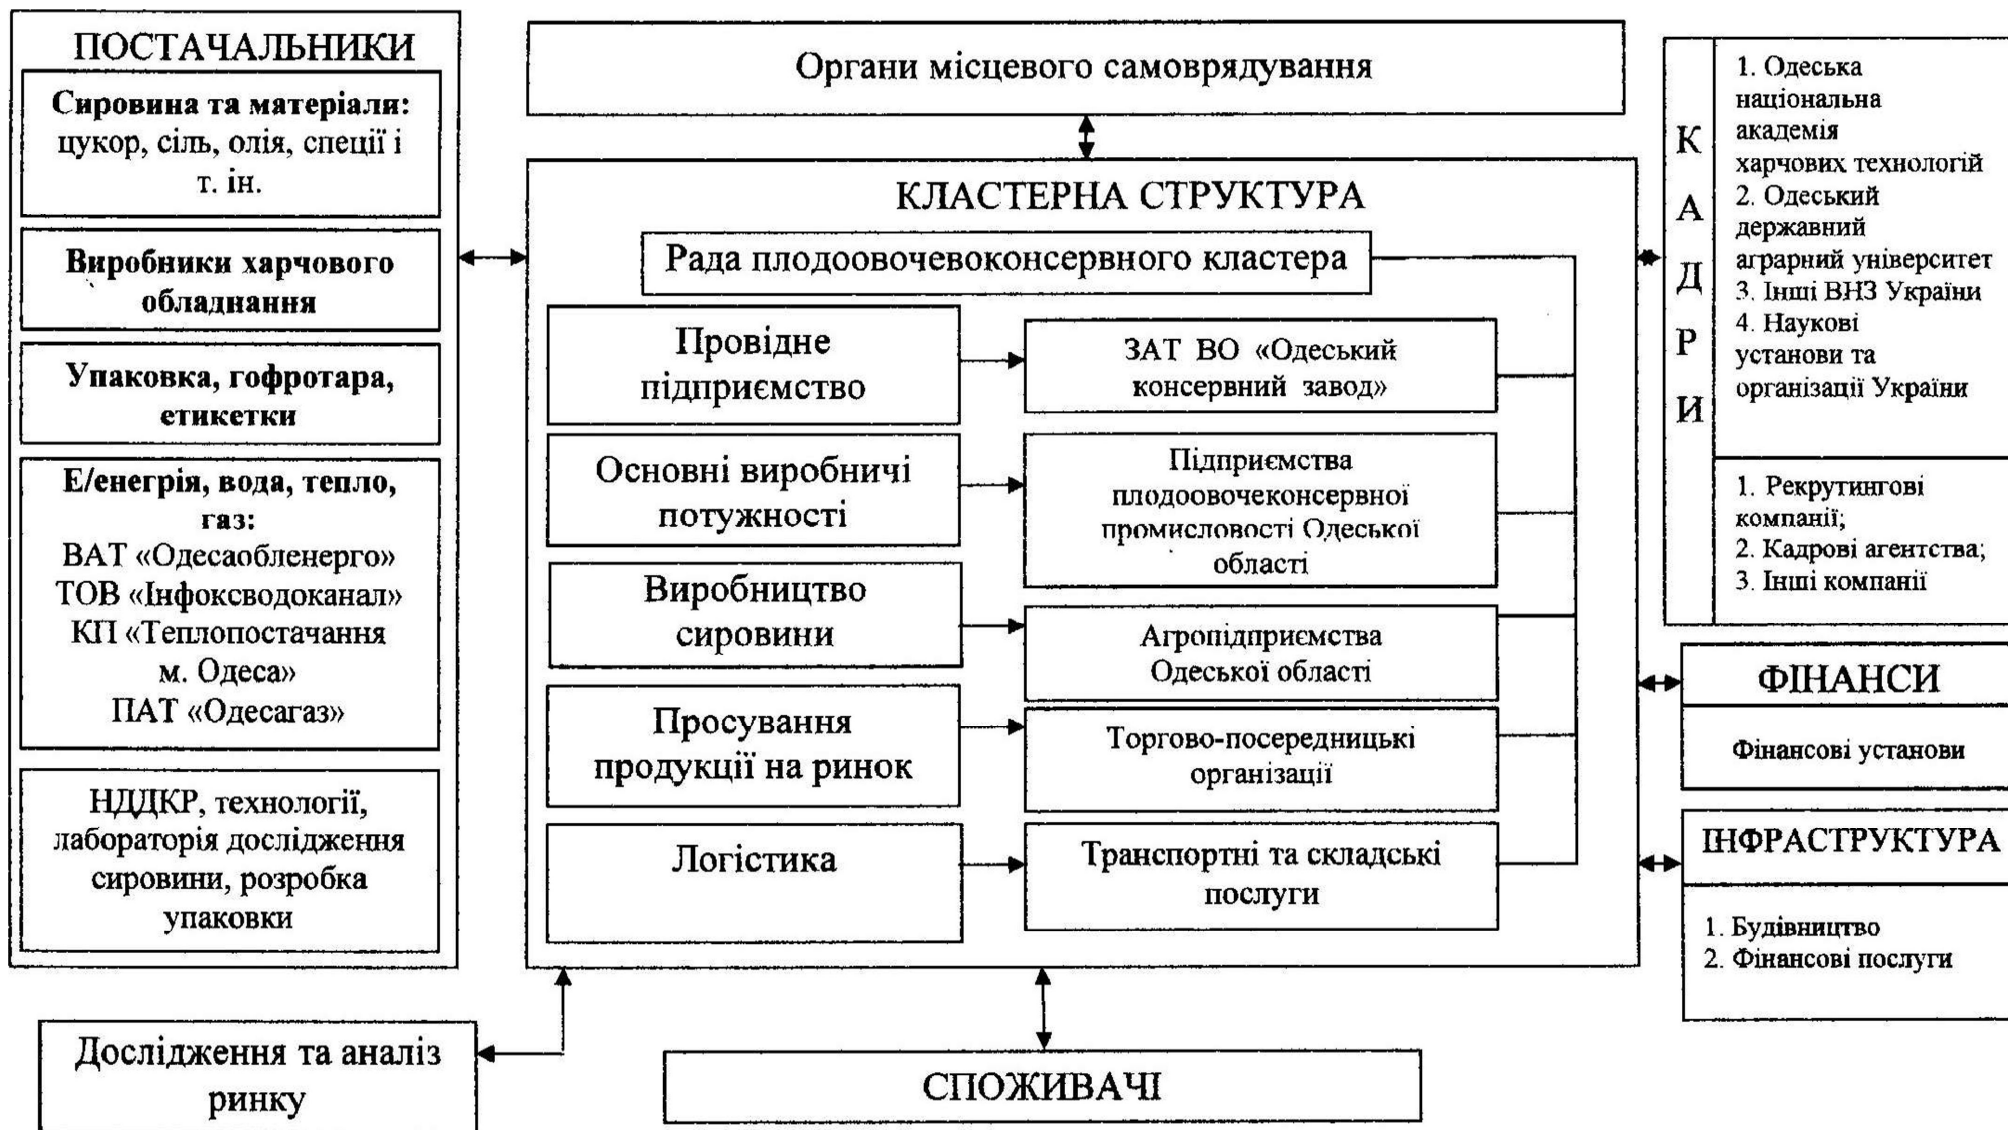 ПОСТАЧАЛЬНИКИ
Сировина та матеріали:
цукор, сіль, олія, спеції і
т. ін.
Виробники харчового
обладнання
Упаковка, гофротара,
етикетки
Е/енегрія, вода, тепло,
газ:
ВАТ «Одесаобленерго»
ТОВ «Інфоксводоканал»
КП «Теплопостачання
м. Одеса»
ПАТ «Одесагаз»
НДДКР, технології,
лабораторія дослідження
сировини, розробка
упаковки
Дослідження та аналіз
ринку
Органи місцевого самоврядування
КЛАСТЕРНА СТРУКТУРА
Рада плодоовочевоконсервного кластера
Провідне
підприємство
ЗАТ ВО «Одеський
консервний завод»
Основні виробничі
потужності
Підприємства
плодоовочеконсервної
промисловості Одеської
області
Виробництво
сировини
Агропідприємства
Одеської області
Просування
продукції на ринок
Торгово-посередницькі
організації
Логістика
Транспортні та складські
послуги
СПОЖИВАЧІ
К
А
Д
Р
И
1. Одеська
національна
академія
харчових технологій
2. Одеський
державний
аграрний університет
3. Інші ВНЗ України
4. Наукові
установи та
організації України
1. Рекрутингові
компанії;
2. Кадрові агентства;
3. Інші компанії
ФІНАНСИ
Фінансові установи
ІНФРАСТРУКТУРА
1. Будівництво
2. Фінансові послуги